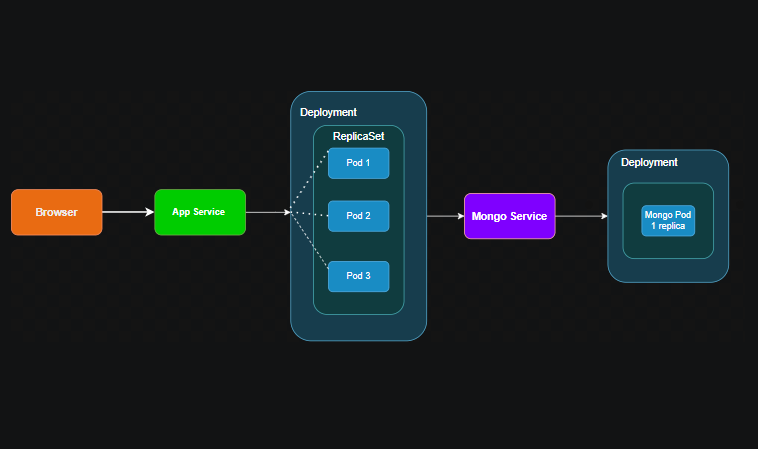 Browser
App Service
Deployment
ReplicaSet
Pod 1
Pod 2
Pod 3
Mongo Service
Deployment
Mongo Pod
1 replica